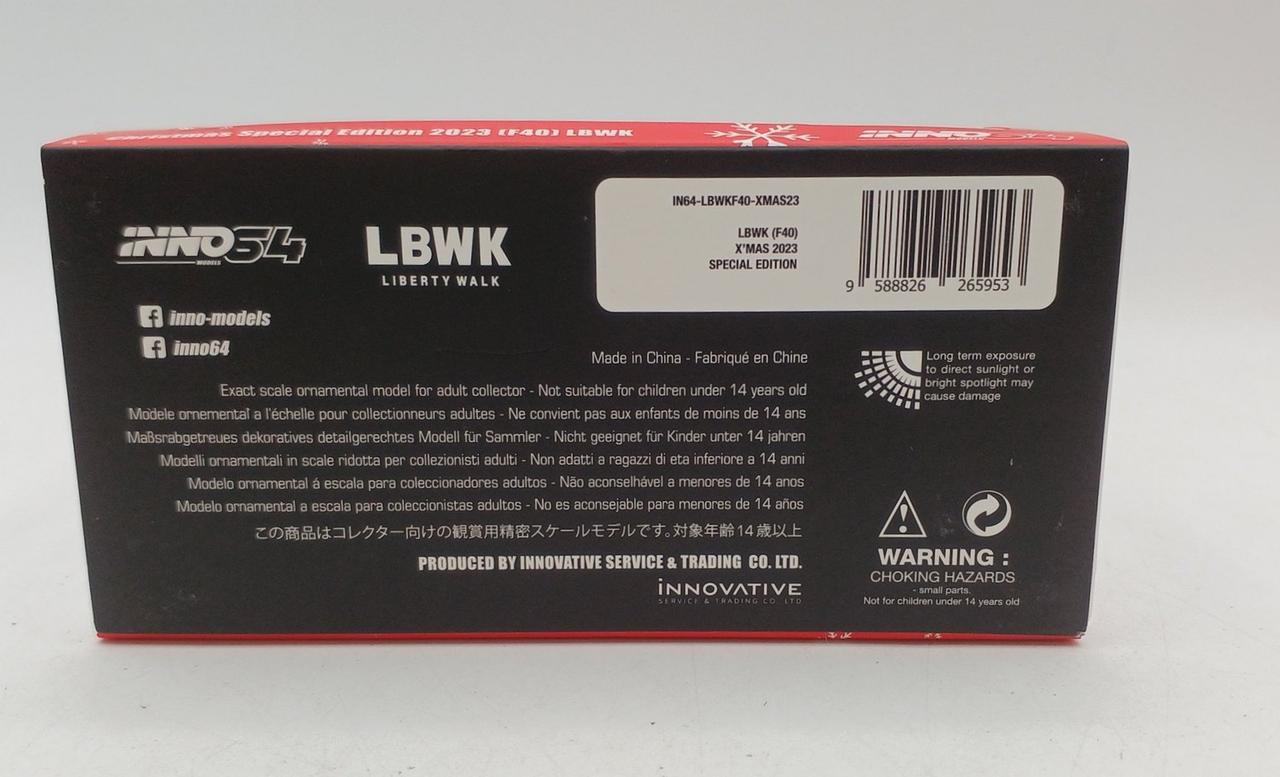 Christmas Special Edition 2023 (F40) LBWK
INNO
MODELS
INNO64
MODELS
LBWK
LIBERTY WALK
IN64-LBWKF40-XMAS23
LBWK (F40)
X'MAS 2023
SPECIAL EDITION
9 588826 265953
inno-models
inno64
Made in China - Fabriqué en Chine
Long term exposure
to direct sunlight or
bright spotlight may
cause damage
Exact scale ornamental model for adult collector - Not suitable for children under 14 years old
Modele ornemental a l'échelle pour collectionneurs adultes - Ne convient pas aux enfants de moins de 14 ans
Maßsrabgetreues dekoratives detailgerechtes Modell für Sammler - Nicht geeignet für Kinder unter 14 jahren
Modelli ornamentali in scale ridotta per collezionisti adulti - Non adatti a ragazzi di eta inferiore a 14 anni
Modelo ornamental á escala para coleccionadores adultos - Não aconselhável a menores de 14 anos
Modelo ornamental a escala para coleccionistas adultos - No es aconsejable para menores de 14 años
この商品はコレクター向けの観賞用精密スケールモデルです。対象年齢14歳以上
PRODUCED BY INNOVATIVE SERVICE & TRADING CO. LTD.
INNOVATIVE
SERVICE & TRADING CO. LTD
WARNING :
CHOKING HAZARDS
- small parts.
Not for children under 14 years old